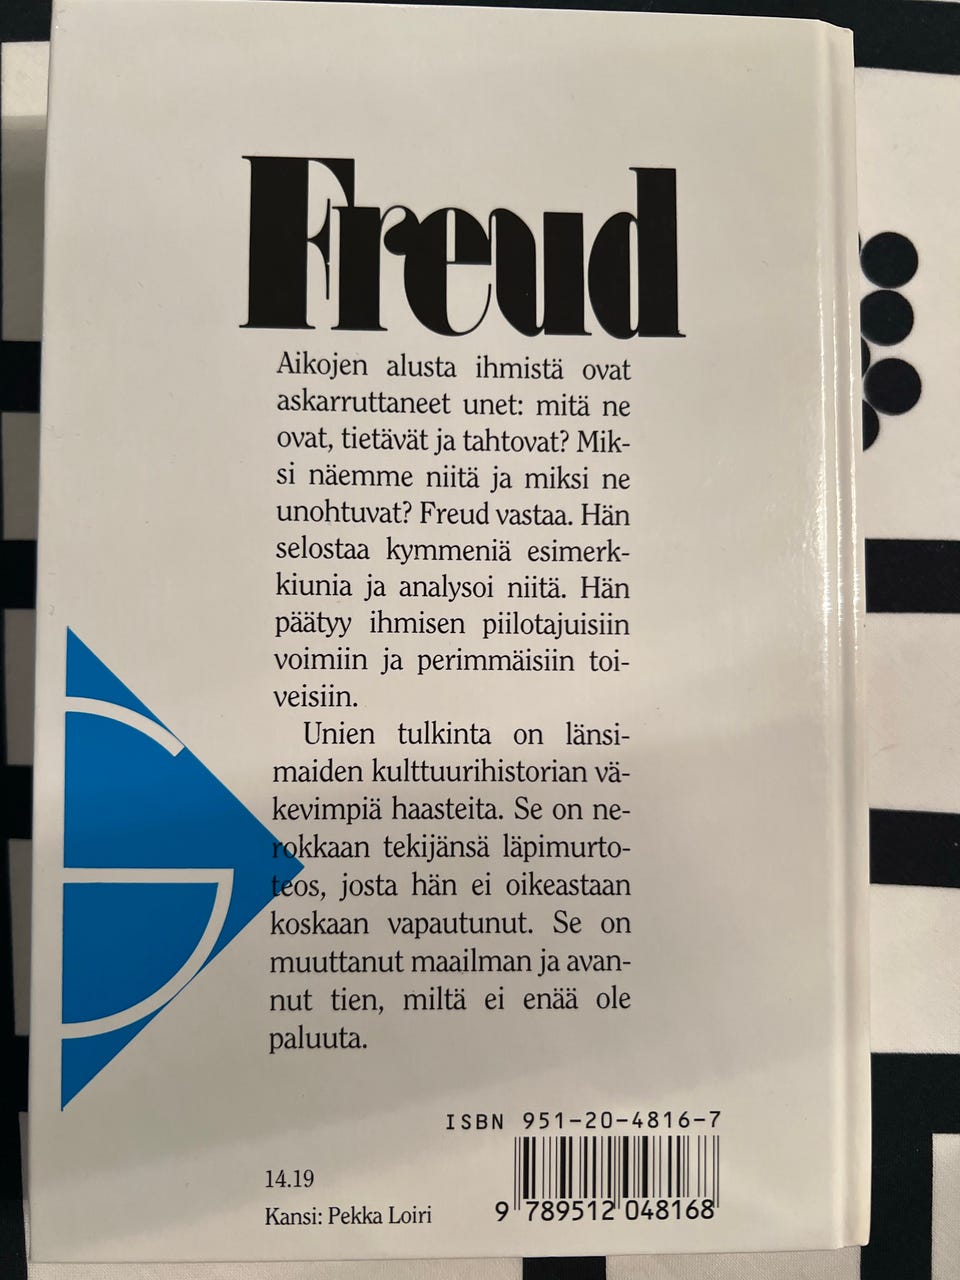 Freud
Aikojen alusta ihmistä ovat
askarruttaneet unet: mitä ne
ovat, tietävät ja tahtovat? Mik-
si näemme niitä ja miksi ne
unohtuvat? Freud vastaa. Hän
selostaa kymmeniä esimerk-
kiunia ja analysoi niitä. Hän
päätyy ihmisen piilotajuisiin
voimiin ja perimmäisiin toi-
veisiin.
Unien tulkinta on länsi-
maiden kulttuurihistorian vä-
kevimpiä haasteita. Se on ne-
rokkaan tekijänsä läpimurto-
teos, josta hän ei oikeastaan
koskaan vapautunut. Se on
muuttanut maailman ja avan-
nut tien, miltä ei enää ole
paluuta.
ISBN 951-20-4816-7
14.19
Kansi: Pekka Loiri
9 789512 048168